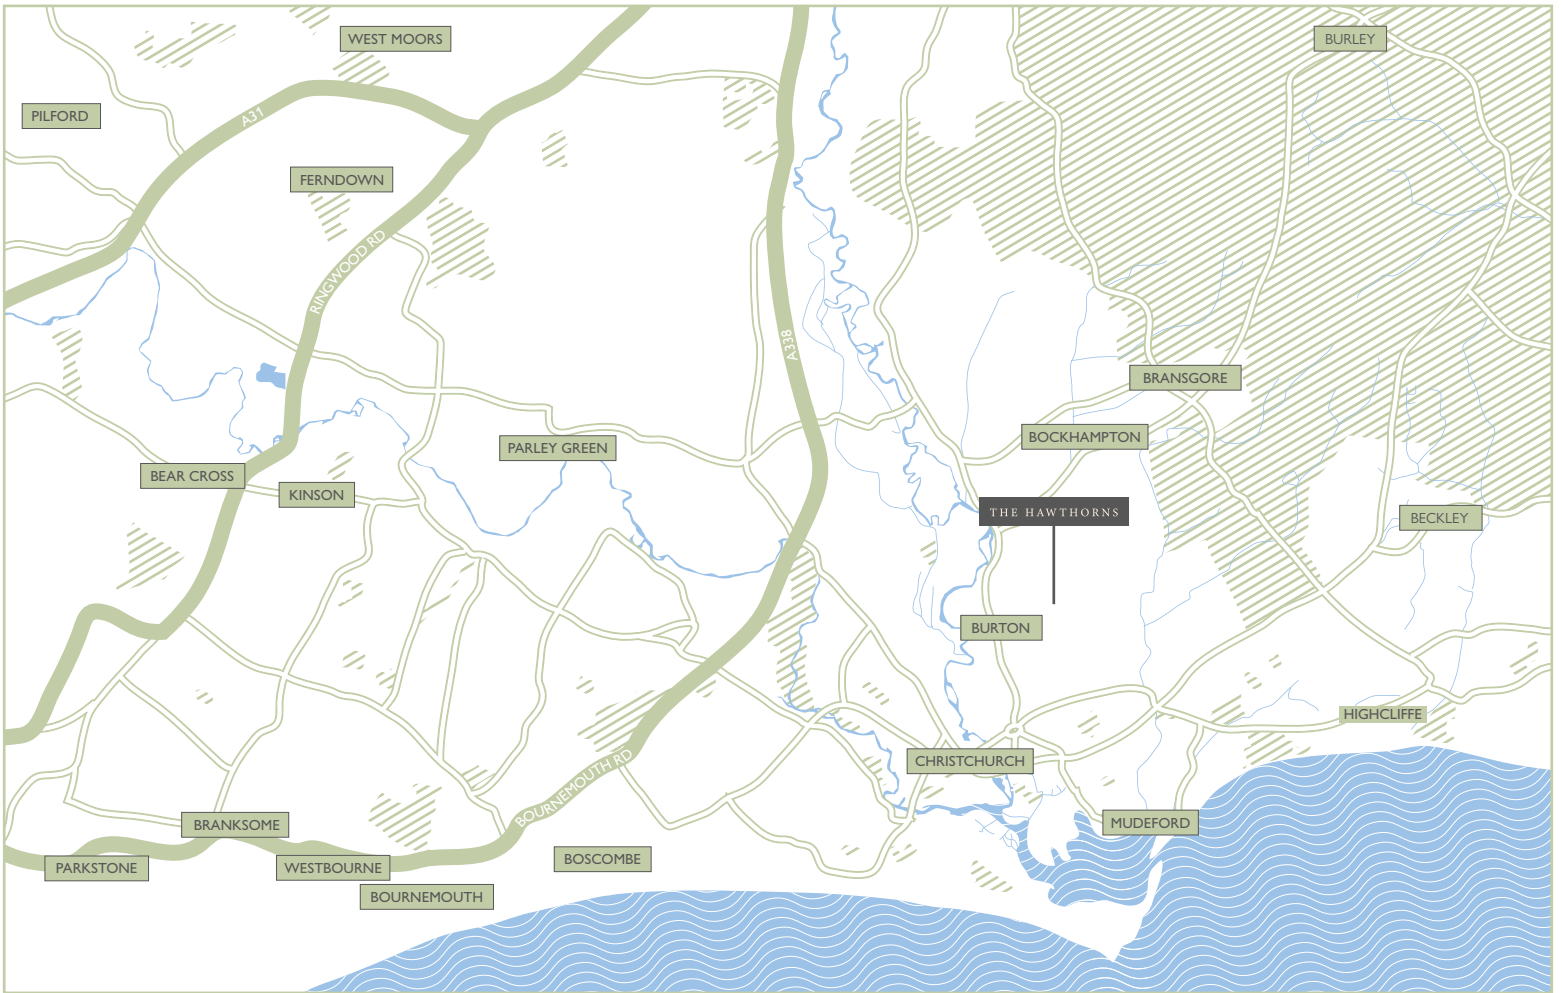 WEST MOORS
BURLEY
PILFORD
A31
FERNDOWN
RINGWOOD RD
A338
BRANSGORE
BOCKHAMPTON
PARLEY GREEN
BEAR CROSS
KINSON
THE HAWTHORNS
BECKLEY
BURTON
HIGHCLIFFE
CHRISTCHURCH
BOURNEMOUTH RD
BRANKSOME
MUDEFORD
BOSCOMBE
PARKSTONE
WESTBOURNE
BOURNEMOUTH